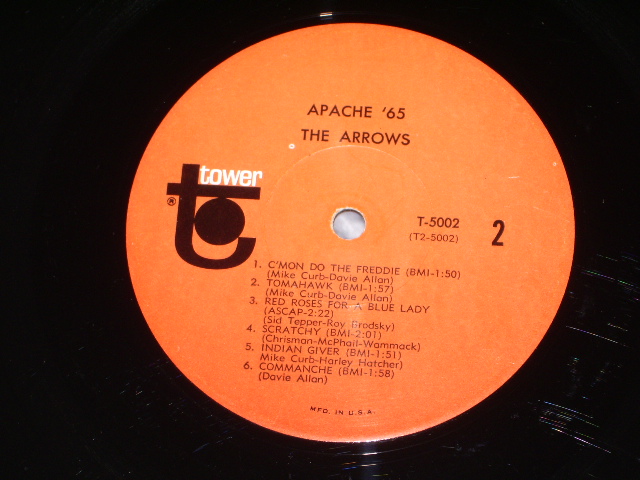 APACHE '65
THE ARROWS
tower
®
T-5002
(T2-5002)
2
1. C'MON DO THE FREDDIE (BMI-1:50)
(Mike Curb-Davie Allan)
2. TOMAHAWK (BMI-1:57)
(Mike Curb-Davie Allan)
3. RED ROSES FOR A BLUE LADY
(ASCAP-2:22)
(Sid Tepper-Roy Brodsky)
4. SCRATCHY (BMI-2:01)
(Chrisman-McPhail-Wammack)
5. INDIAN GIVER (BMI-1:51)
Mike Curb-Harley Hatcher)
6. COMMANCHE (BMI-1:58)
(Davie Allan)
MFD. IN U.S.A.